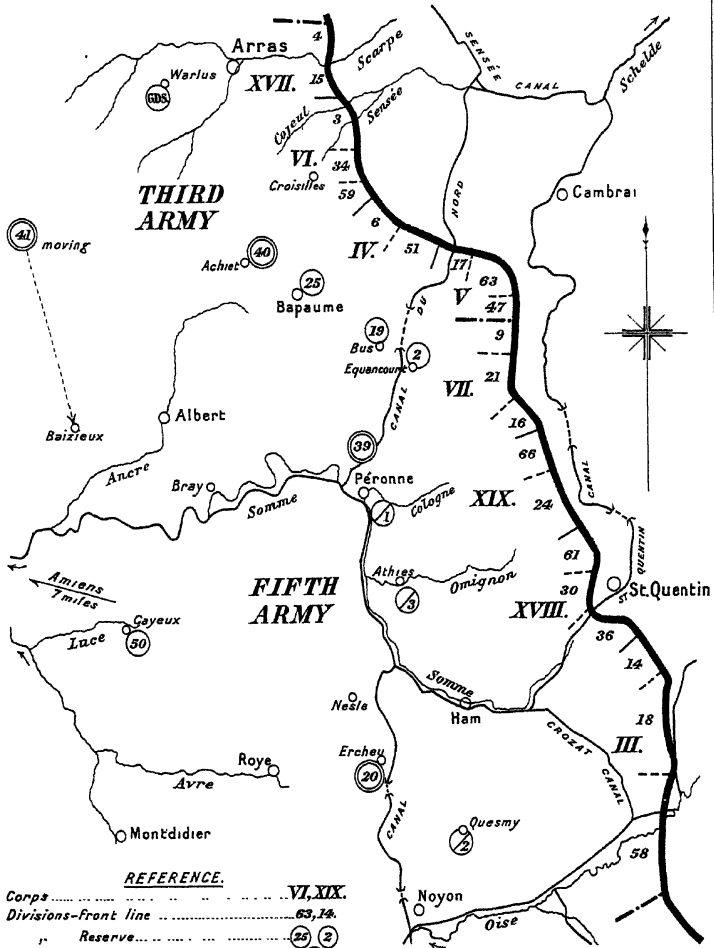 4
SENSÉE
Arras
Scarpe
Schelde
Warlus
GDS.
XVII.
15
CANAL
Cojeul
3
Sensée
VI.
34
Croisilles
59
THIRD
ARMY
NORD
Cambrai
6
41 moving
IV.
51
40
Achiet
17
25
Bapaume
V
63
47
DU
19
Bus
9
2
Equancourt
VII.
21
CANAL
Albert
16
Baizieux
39
66
Ancre
Bray
Péronne
CANAL
Somme
1
Cologne
XIX.
24
61
Amiens
7 miles
FIFTH
ARMY
Athies
3
Omignon
30
ST QUENTIN
St.Quentin
XVIII.
Gayeux
Luce
50
36
14
Somme
Nesle
Ham
18
III.
CROZAT
CANAL
Ercheu
Roye
20
Avre
CANAL
Quesmy
2
Montdidier
58
REFERENCE.
Noyon
Corps VI, XIX.
Divisions-Front line 63, 14.
Oise
" Reserve 25 2